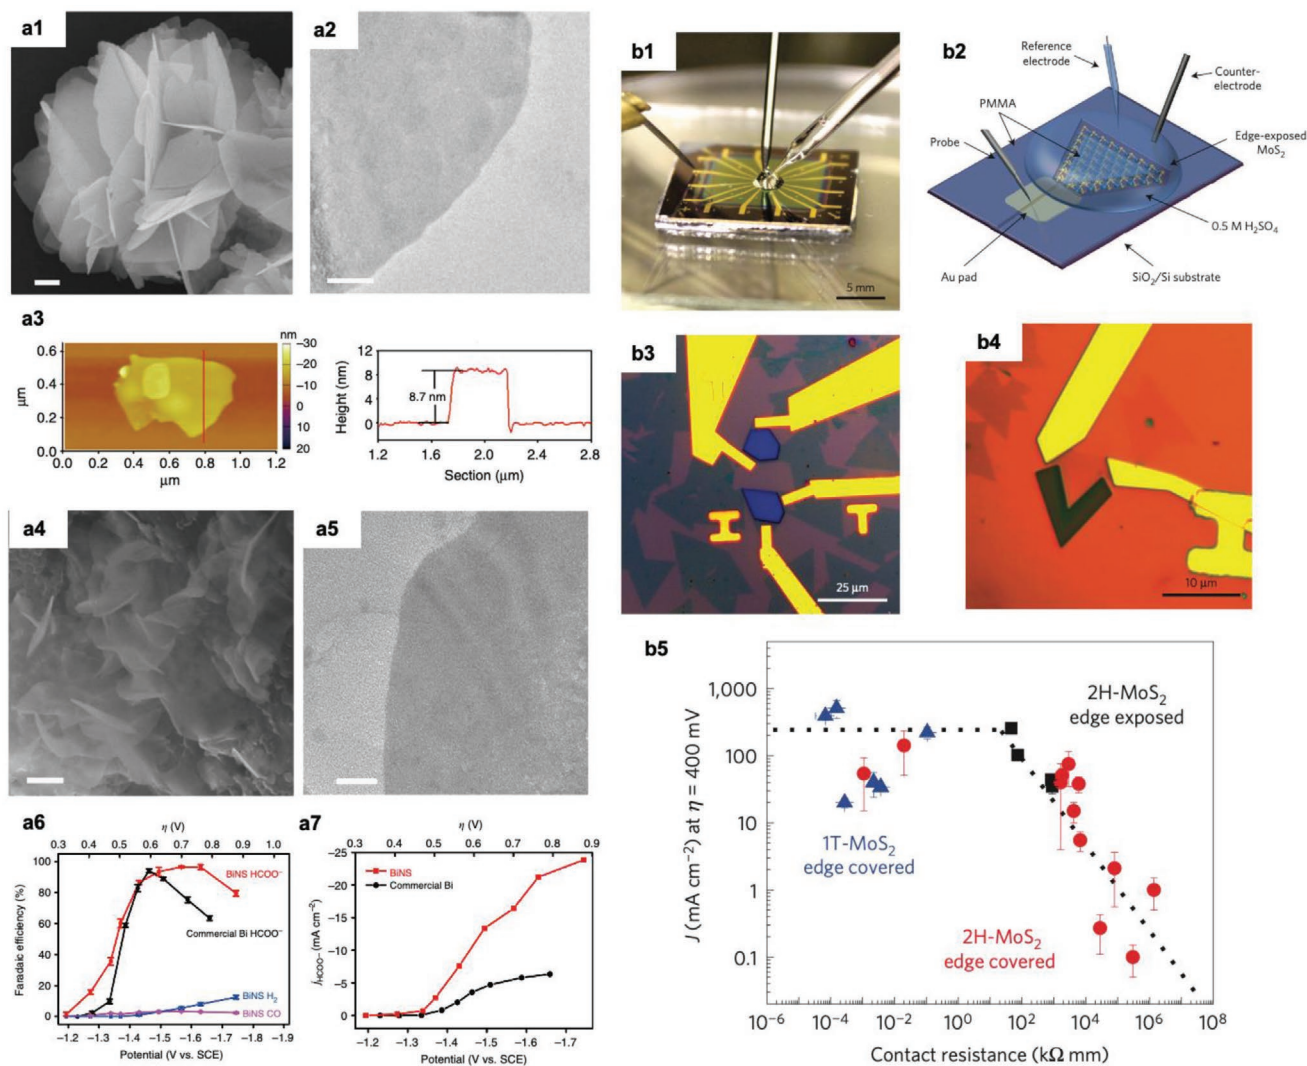 a1
a2
a3
nm
0.6
0.4
0.2
0.0
μm
0.0 0.2 0.4 0.6 0.8 1.0 1.2
μm
−30
−20
−10
0
10
20
12
8
4
0
Height (nm)
8.7 nm
1.2 1.6 2.0 2.4 2.8
Section (μm)
a4
a5
a6
η (V)
0.3 0.4 0.5 0.6 0.7 0.8 0.9 1.0
100
80
60
40
20
0
Faradaic efficiency (%)
BiNS HCOO⁻
Commercial Bi HCOO⁻
BiNS H₂
BiNS CO
−1.2 −1.3 −1.4 −1.5 −1.6 −1.7 −1.8 −1.9
Potential (V vs. SCE)
a7
η (V)
0.3 0.4 0.5 0.6 0.7 0.8 0.9
−25
−20
−15
−10
−5
0
j_HCOO⁻ (mA cm⁻²)
BiNS
Commercial Bi
−1.2 −1.3 −1.4 −1.5 −1.6 −1.7
Potential (V vs. SCE)
b1
5 mm
b2
Reference
electrode
Counter-
electrode
PMMA
Probe
Edge-exposed
MoS₂
0.5 M H₂SO₄
Au pad
SiO₂/Si substrate
b3
I
T
25 μm
b4
10 μm
b5
1,000
100
10
1
0.1
J (mA cm⁻²) at η = 400 mV
2H-MoS₂
edge exposed
1T-MoS₂
edge covered
2H-MoS₂
edge covered
10⁻⁶ 10⁻⁴ 10⁻² 10⁰ 10² 10⁴ 10⁶ 10⁸
Contact resistance (kΩ mm)